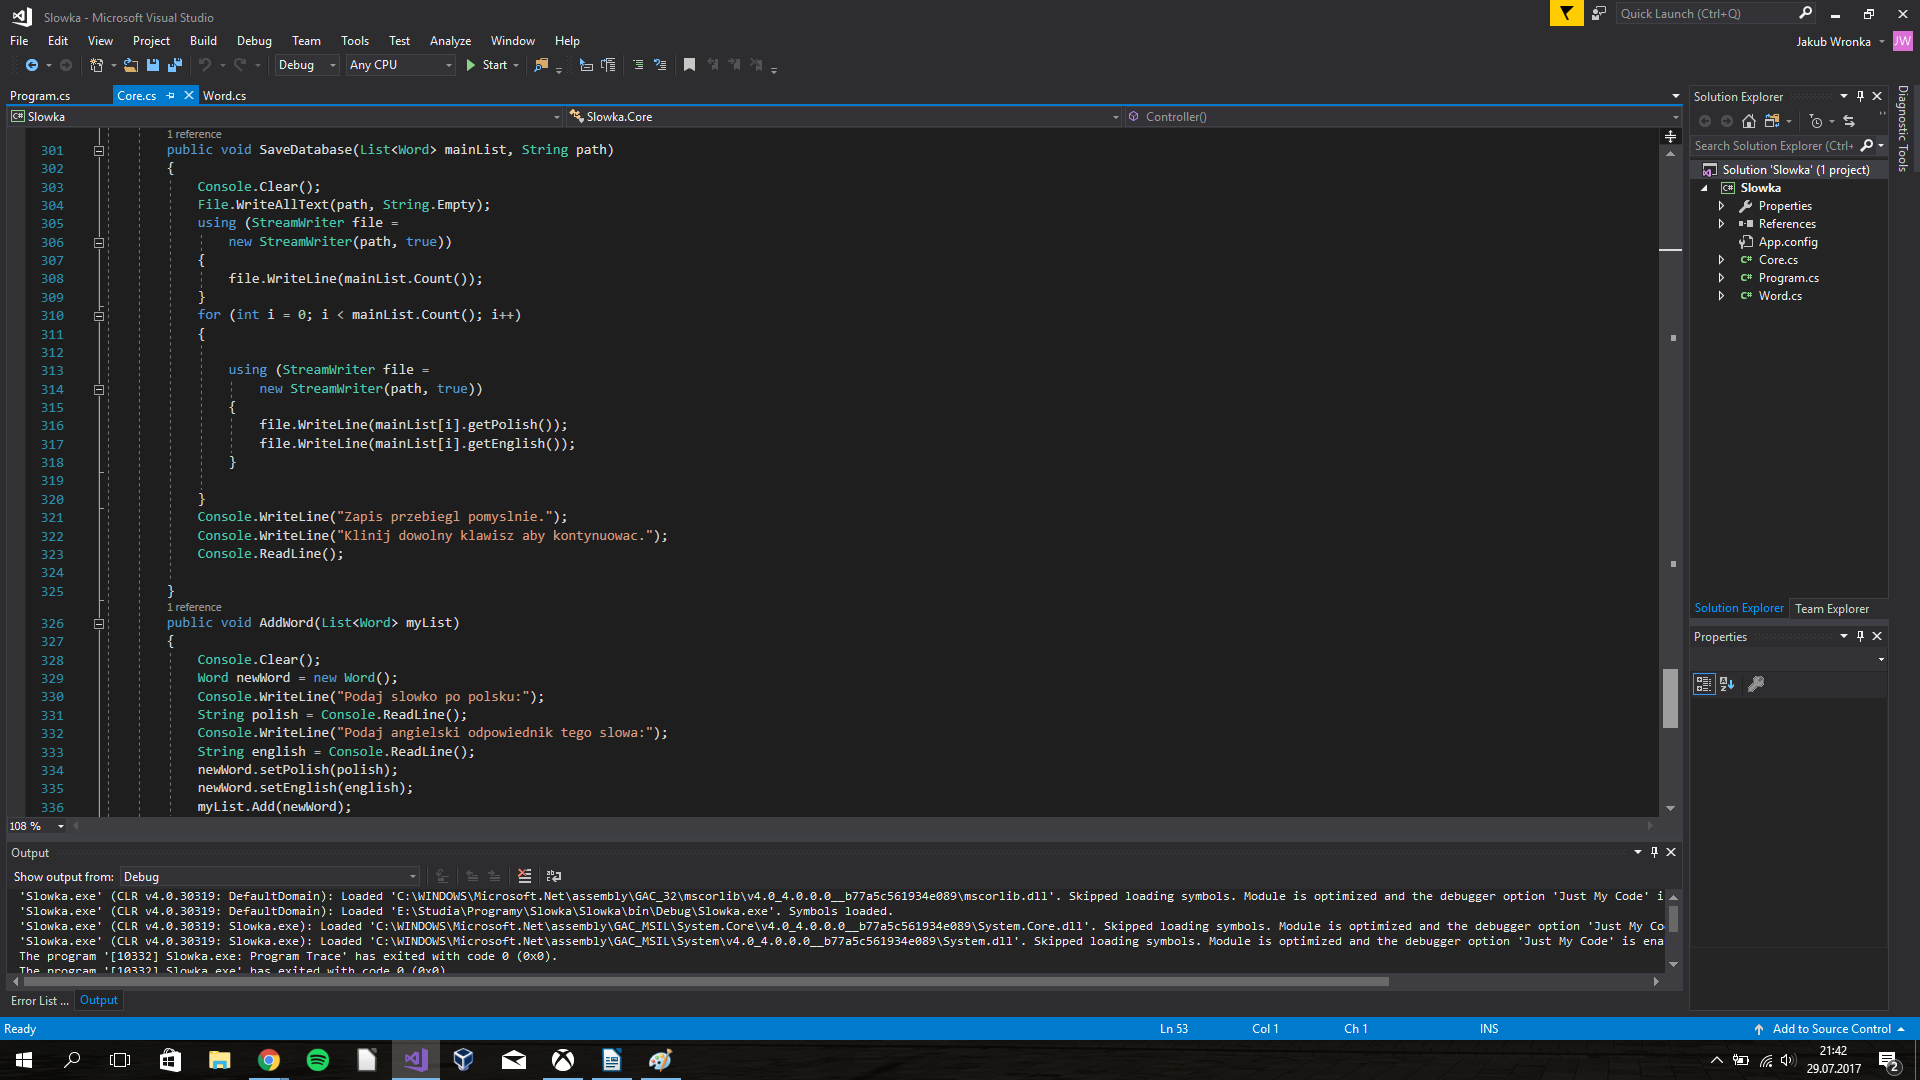 Slowka - Microsoft Visual Studio
Quick Launch (Ctrl+Q)
File Edit View Project Build Debug Team Tools Test Analyze Window Help
Jakub Wronka JW
Debug Any CPU Start
Program.cs Core.cs Word.cs
Slowka Slowka.Core Controller()
1 reference
301 public void SaveDatabase(List<Word> mainList, String path)
302 {
303 Console.Clear();
304 File.WriteAllText(path, String.Empty);
305 using (StreamWriter file =
306 new StreamWriter(path, true))
307 {
308 file.WriteLine(mainList.Count());
309 }
310 for (int i = 0; i < mainList.Count(); i++)
311 {
312
313 using (StreamWriter file =
314 new StreamWriter(path, true))
315 {
316 file.WriteLine(mainList[i].getPolish());
317 file.WriteLine(mainList[i].getEnglish());
318 }
319
320 }
321 Console.WriteLine("Zapis przebiegl pomyslnie.");
322 Console.WriteLine("Klinij dowolny klawisz aby kontynuowac.");
323 Console.ReadLine();
324
325 }
1 reference
326 public void AddWord(List<Word> myList)
327 {
328 Console.Clear();
329 Word newWord = new Word();
330 Console.WriteLine("Podaj slowko po polsku:");
331 String polish = Console.ReadLine();
332 Console.WriteLine("Podaj angielski odpowiednik tego slowa:");
333 String english = Console.ReadLine();
334 newWord.setPolish(polish);
335 newWord.setEnglish(english);
336 myList.Add(newWord);
108 %
Solution Explorer
Search Solution Explorer (Ctrl+
Solution 'Slowka' (1 project)
Slowka
Properties
References
App.config
Core.cs
Program.cs
Word.cs
Solution Explorer Team Explorer
Properties
Diagnostic Tools
Output
Show output from: Debug
'Slowka.exe' (CLR v4.0.30319: DefaultDomain): Loaded 'C:\WINDOWS\Microsoft.Net\assembly\GAC_32\mscorlib\v4.0_4.0.0.0__b77a5c561934e089\mscorlib.dll'. Skipped loading symbols. Module is optimized and the debugger option 'Just My Code' i
'Slowka.exe' (CLR v4.0.30319: DefaultDomain): Loaded 'E:\Studia\Programy\Slowka\Slowka\bin\Debug\Slowka.exe'. Symbols loaded.
'Slowka.exe' (CLR v4.0.30319: Slowka.exe): Loaded 'C:\WINDOWS\Microsoft.Net\assembly\GAC_MSIL\System.Core\v4.0_4.0.0.0__b77a5c561934e089\System.Core.dll'. Skipped loading symbols. Module is optimized and the debugger option 'Just My Co
'Slowka.exe' (CLR v4.0.30319: Slowka.exe): Loaded 'C:\WINDOWS\Microsoft.Net\assembly\GAC_MSIL\System\v4.0_4.0.0.0__b77a5c561934e089\System.dll'. Skipped loading symbols. Module is optimized and the debugger option 'Just My Code' is ena
The program '[10332] Slowka.exe: Program Trace' has exited with code 0 (0x0).
The program '[10332] Slowka.exe' has exited with code 0 (0x0).
Error List ... Output
Ready Ln 53 Col 1 Ch 1 INS Add to Source Control
21:42
29.07.2017
2